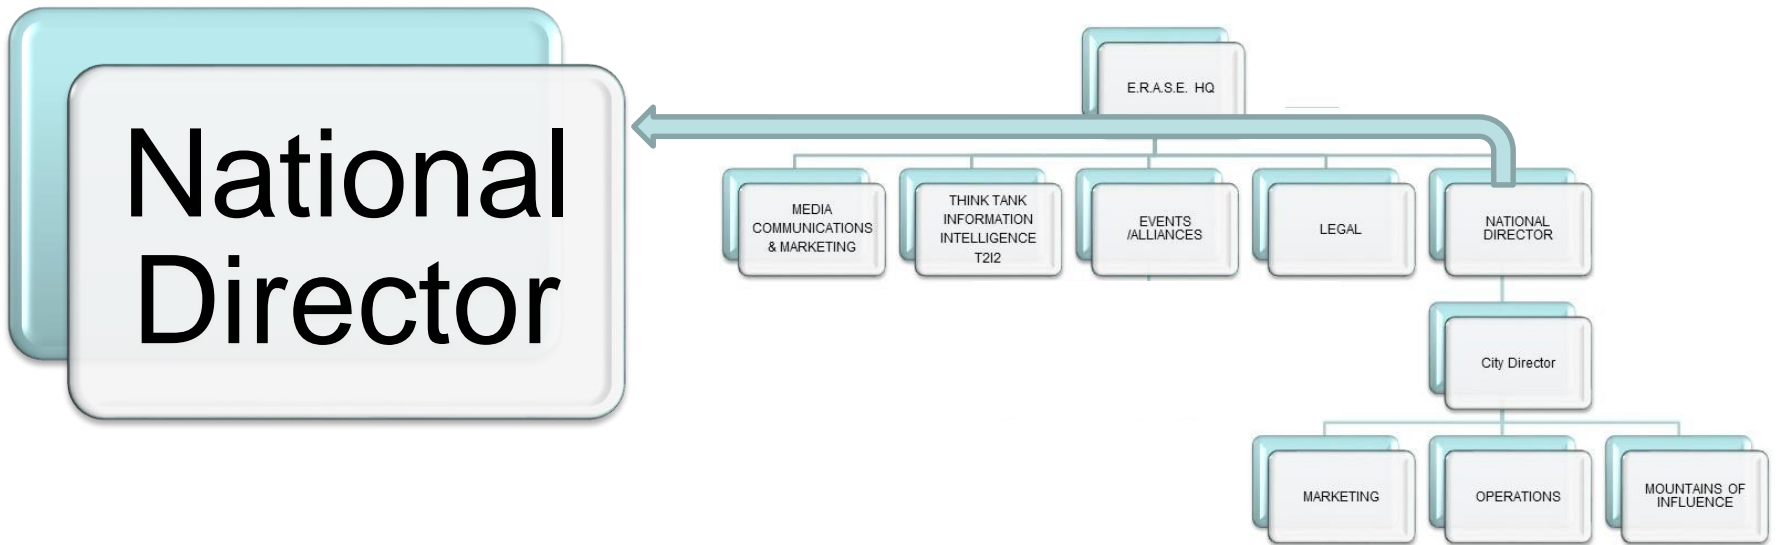 National
Director
E.R.A.S.E. HQ
MEDIA
COMMUNICATIONS
& MARKETING
THINK TANK
INFORMATION
INTELLIGENCE
T2I2
EVENTS
/ALLIANCES
LEGAL
NATIONAL
DIRECTOR
City Director
MARKETING
OPERATIONS
MOUNTAINS OF
INFLUENCE